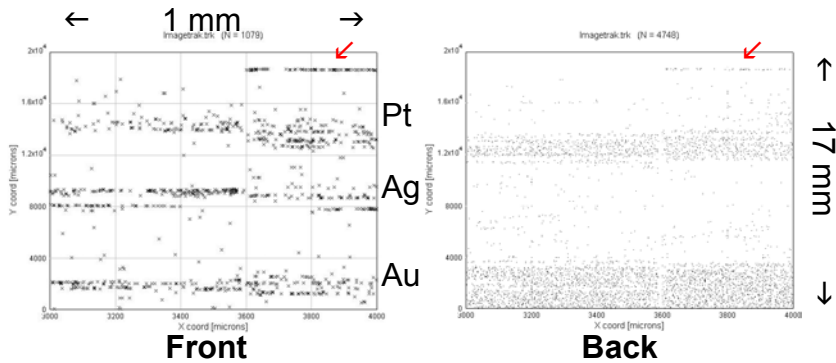 ← 1 mm →
Imagetrak.trk (N = 1079)
Imagetrak.trk (N = 4748)
2x10⁴
1.6x10⁴
1.2x10⁴
8000
4000
0
Y coord [microns]
3000 3200 3400 3600 3800 4000
X coord [microns]
Pt
Ag
Au
Front
2x10⁴
1.6x10⁴
1.2x10⁴
8000
4000
0
Y coord [microns]
3000 3200 3400 3600 3800 4000
X coord [microns]
Back
← 17 mm →